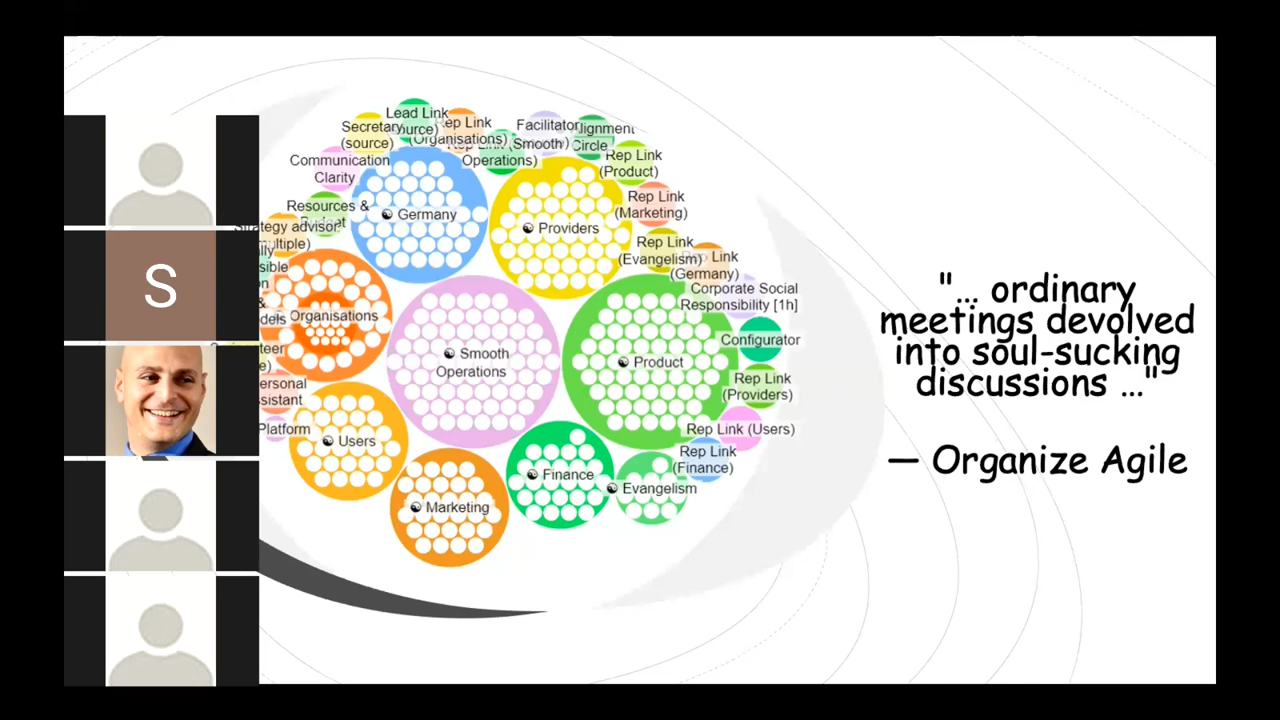 Lead Link
Secretary
(source)
Rep Link
(Organisations)
Operations)
Facilitator
(Smooth)
Circle
Rep Link
(Product)
Communication
Clarity
Rep Link
(Marketing)
Resources &
Germany
Providers
Rep Link
(Evangelism)
Link
(Germany)
Corporate Social
Responsibility [1h]
Organisations
Smooth
Operations
Product
Configurator
Rep Link
(Providers)
Platform
Users
Rep Link (Users)
Rep Link
(Finance)
Finance
Evangelism
Marketing
S
"... ordinary
meetings devolved
into soul-sucking
discussions ..."
— Organize Agile